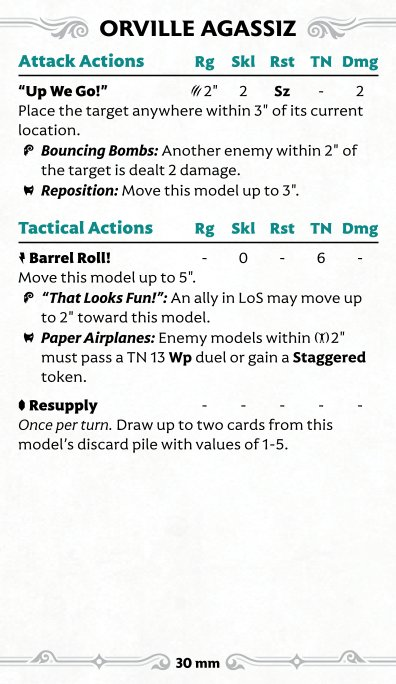 ORVILLE AGASSIZ
Attack Actions Rg Skl Rst TN Dmg
“Up We Go!” 2" 2 Sz - 2
Place the target anywhere within 3" of its current
location.
Bouncing Bombs: Another enemy within 2" of
the target is dealt 2 damage.
Reposition: Move this model up to 3".
Tactical Actions Rg Skl Rst TN Dmg
Barrel Roll! - 0 - 6 -
Move this model up to 5".
“That Looks Fun!”: An ally in LoS may move up
to 2" toward this model.
Paper Airplanes: Enemy models within 2"
must pass a TN 13 Wp duel or gain a Staggered
token.
Resupply - - - - -
Once per turn. Draw up to two cards from this
model’s discard pile with values of 1-5.
30 mm